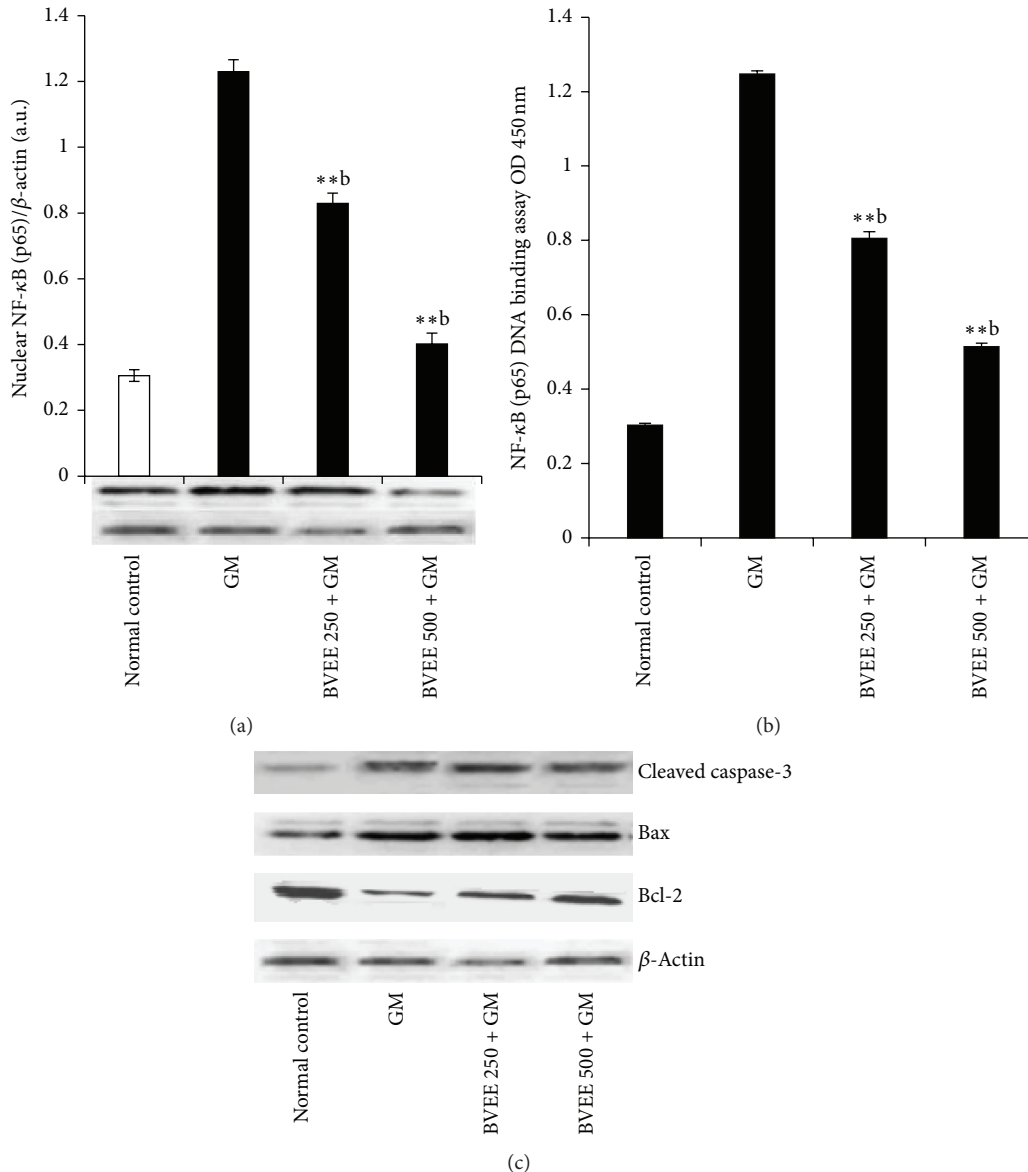 1.4
1.2
1
0.8
0.6
0.4
0.2
0
Nuclear NF-κB (p65)/β-actin (a.u.)
**b
**b
Normal control
GM
BVEE 250 + GM
BVEE 500 + GM
(a)
1.4
1.2
1
0.8
0.6
0.4
0.2
0
NF-κB (p65) DNA binding assay OD 450 nm
**b
**b
Normal control
GM
BVEE 250 + GM
BVEE 500 + GM
(b)
Cleaved caspase-3
Bax
Bcl-2
β-Actin
Normal control
GM
BVEE 250 + GM
BVEE 500 + GM
(c)